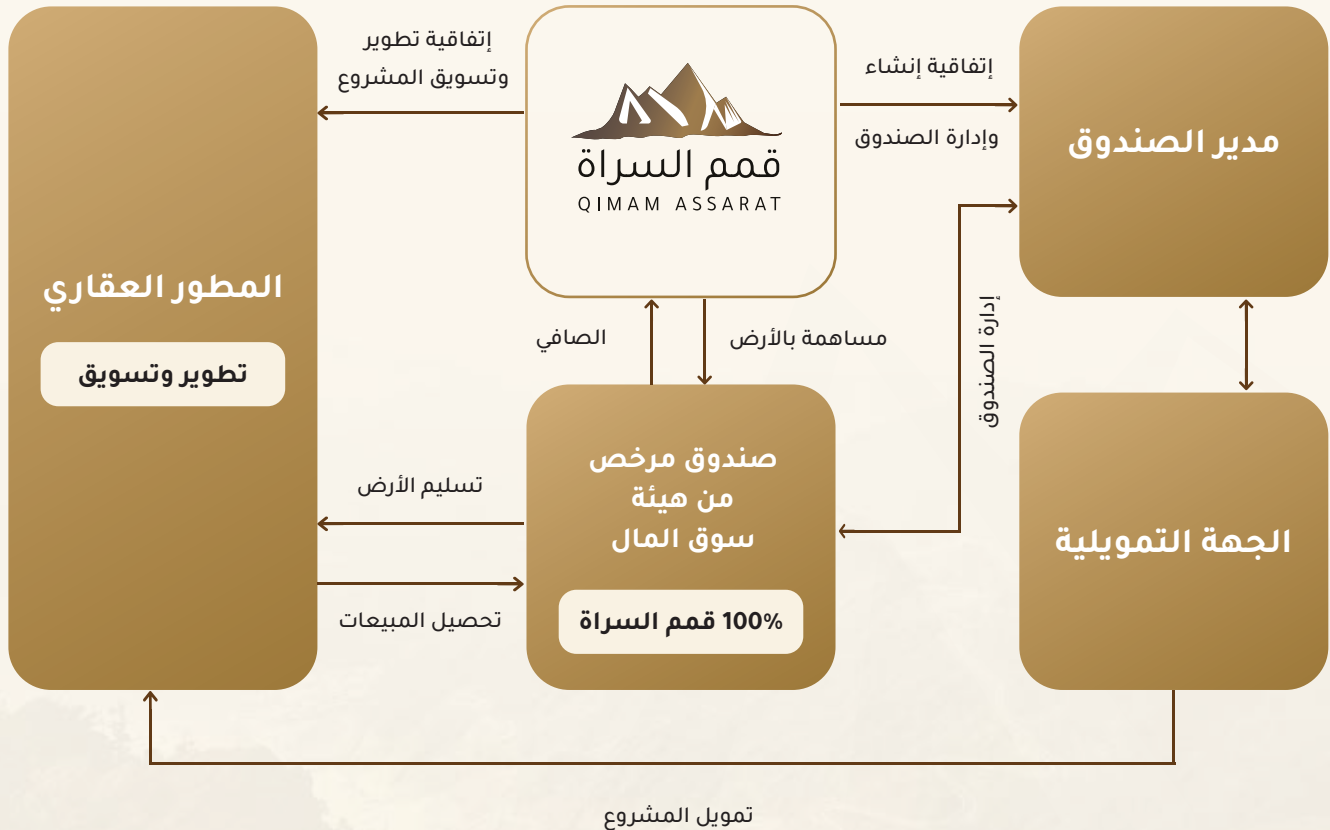 إتفاقية إنشاء
وإدارة الصندوق
مدير الصندوق
قمم السراة
QIMAM ASSARAT
إتفاقية تطوير
وتسويق المشروع
المطور العقاري
تطوير وتسويق
إدارة الصندوق
مساهمة بالأرض
الصافي
الجهة التمويلية
صندوق مرخص
من هيئة
سوق المال
100% قمم السراة
تسليم الأرض
تحصيل المبيعات
تمويل المشروع